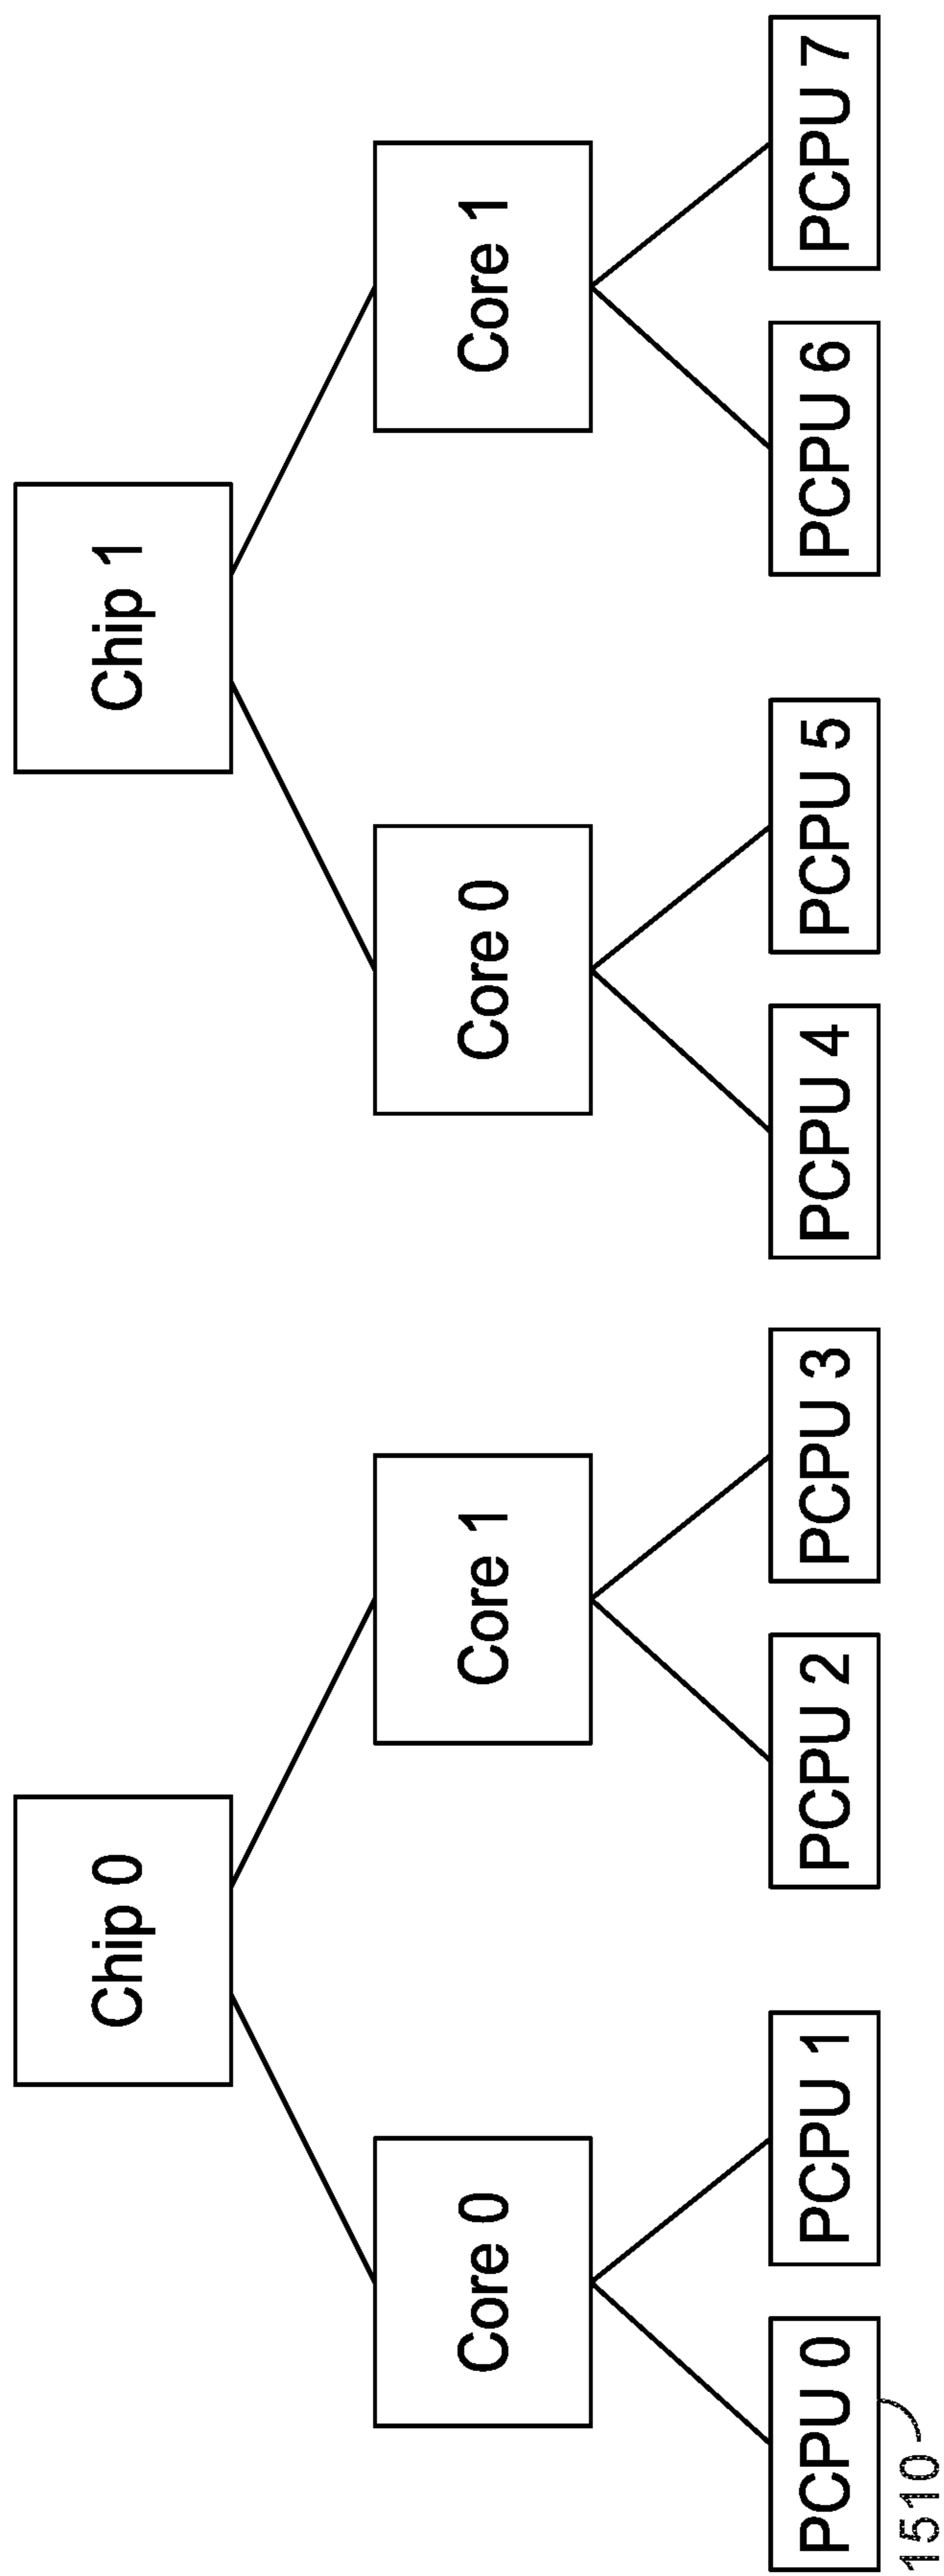 Chip 0
Chip 1
Core 0
Core 1
Core 0
Core 1
PCPU 0
PCPU 1
PCPU 2
PCPU 3
PCPU 4
PCPU 5
PCPU 6
PCPU 7
1510